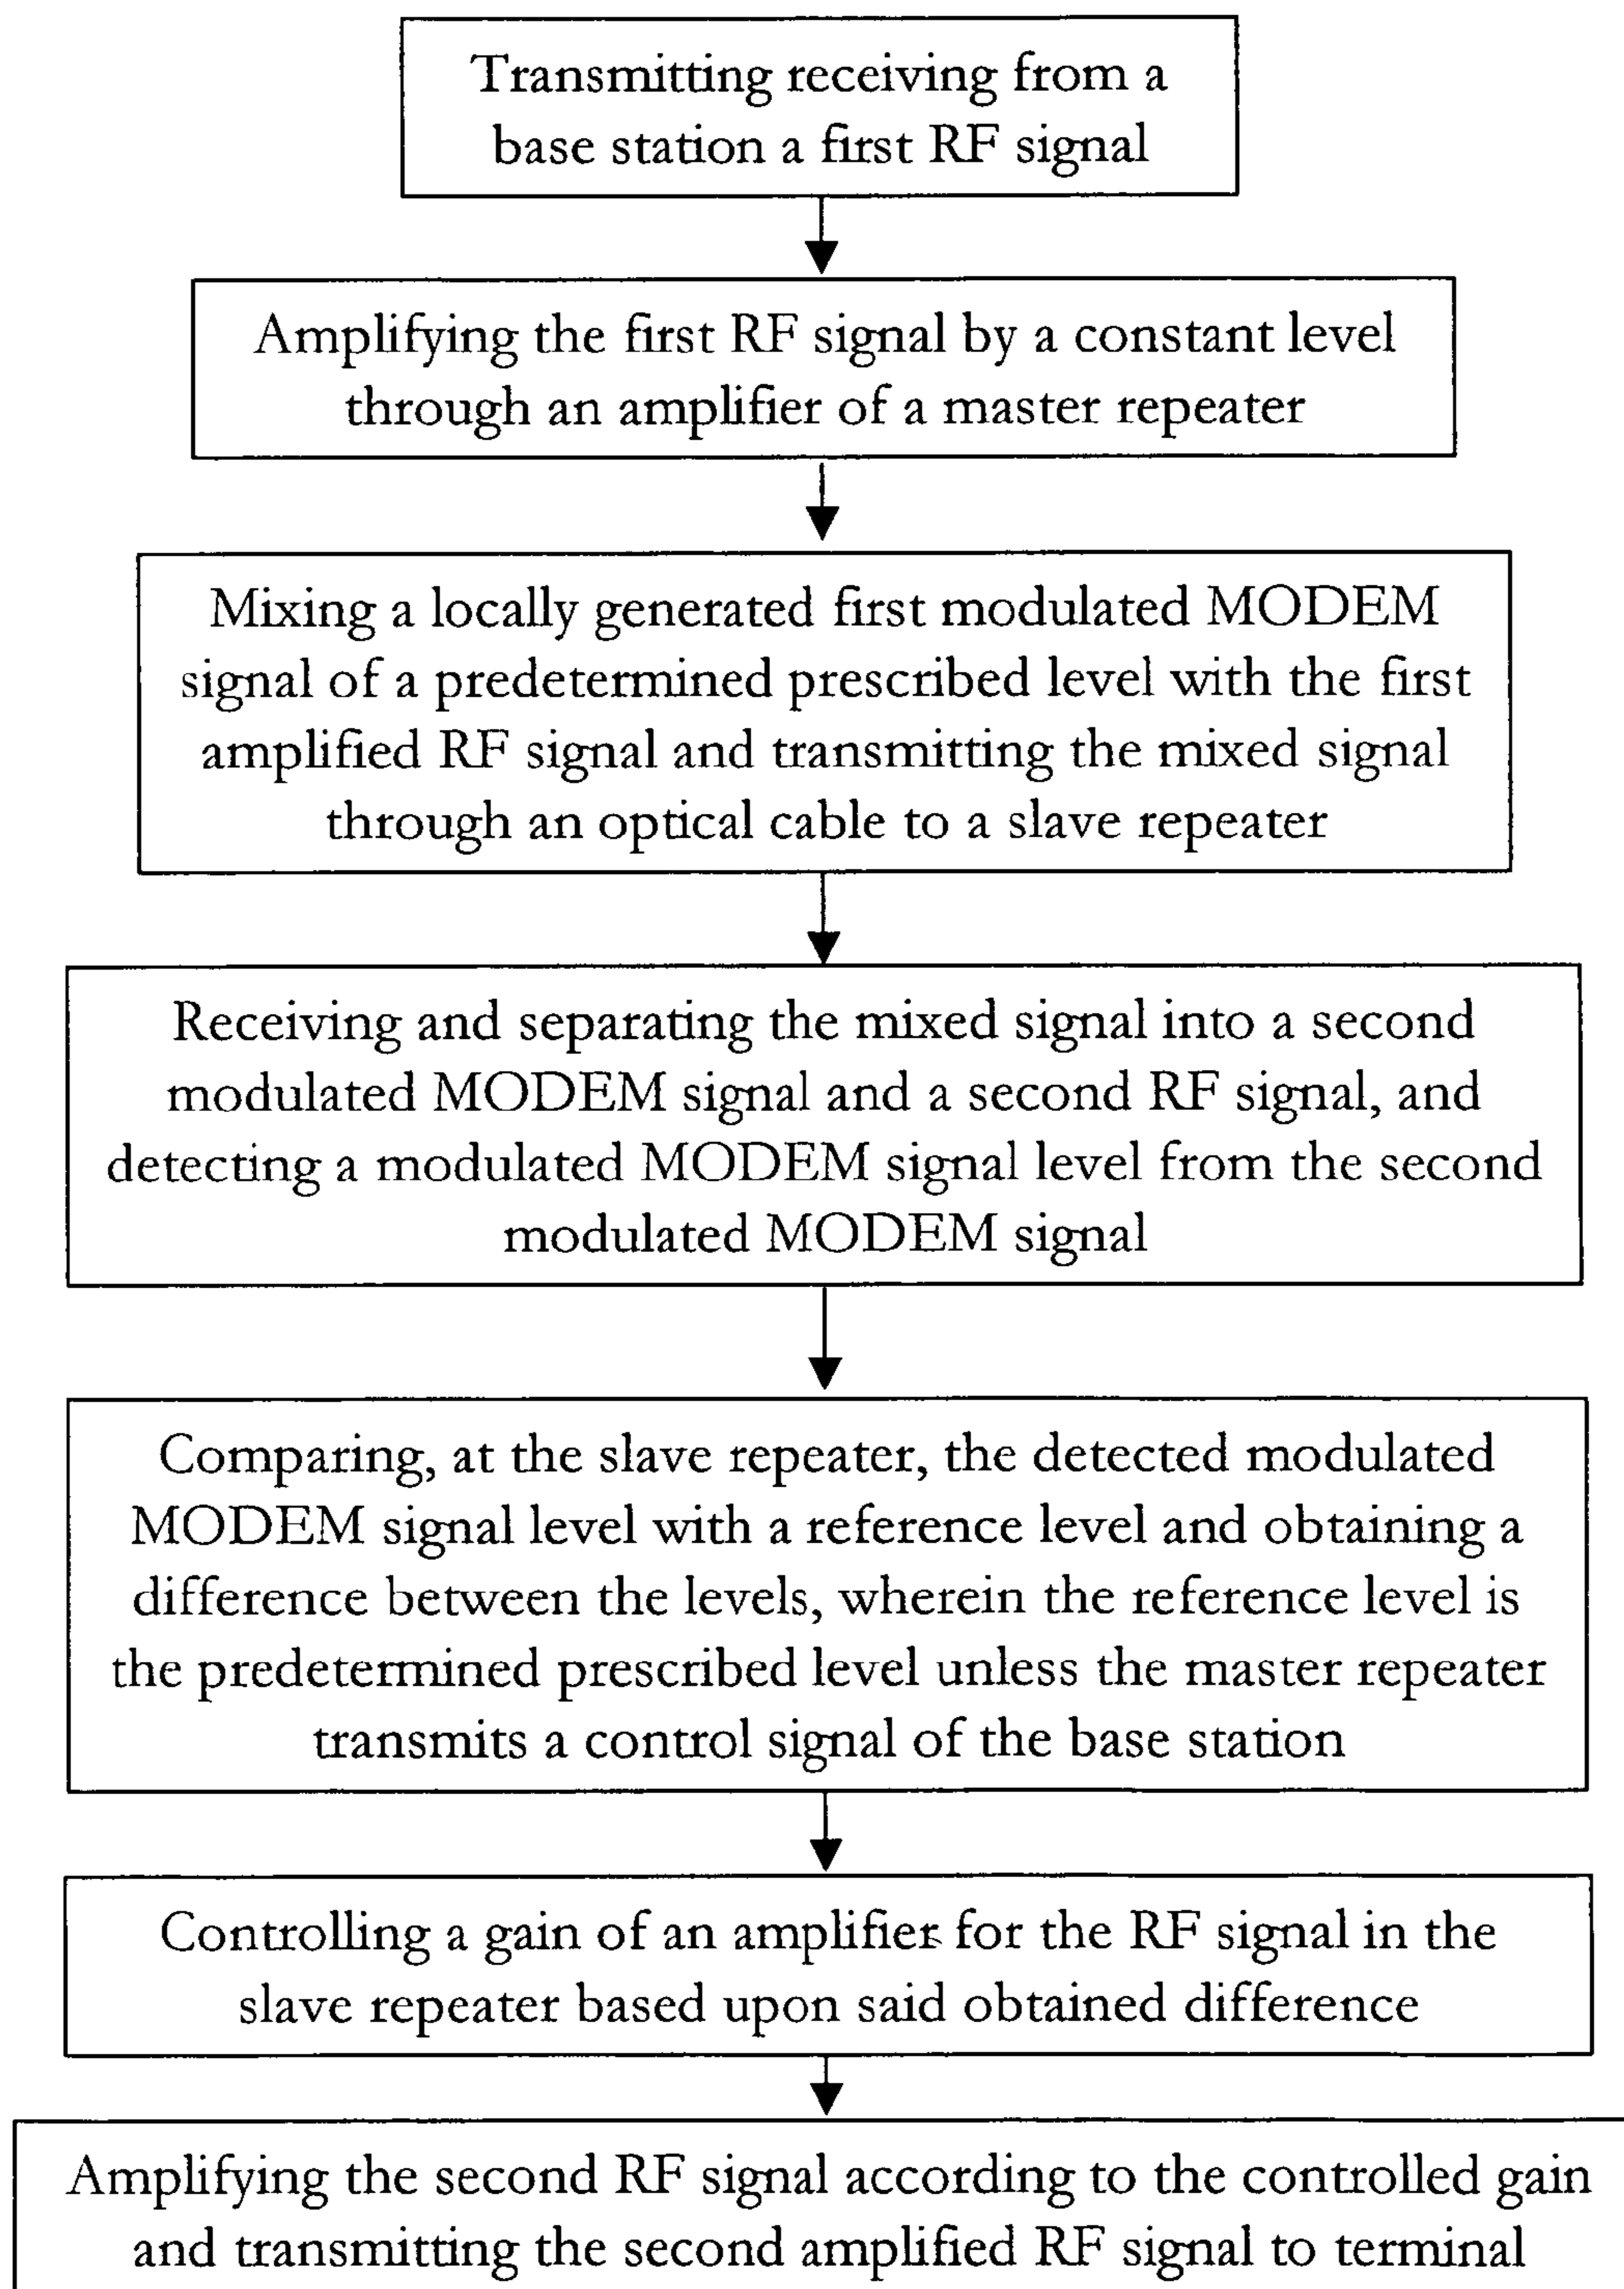 Transmitting receiving from a
base station a first RF signal
Amplifying the first RF signal by a constant level
through an amplifier of a master repeater
Mixing a locally generated first modulated MODEM
signal of a predetermined prescribed level with the first
amplified RF signal and transmitting the mixed signal
through an optical cable to a slave repeater
Receiving and separating the mixed signal into a second
modulated MODEM signal and a second RF signal, and
detecting a modulated MODEM signal level from the second
modulated MODEM signal
Comparing, at the slave repeater, the detected modulated
MODEM signal level with a reference level and obtaining a
difference between the levels, wherein the reference level is
the predetermined prescribed level unless the master repeater
transmits a control signal of the base station
Controlling a gain of an amplifier for the RF signal in the
slave repeater based upon said obtained difference
Amplifying the second RF signal according to the controlled gain
and transmitting the second amplified RF signal to terminal